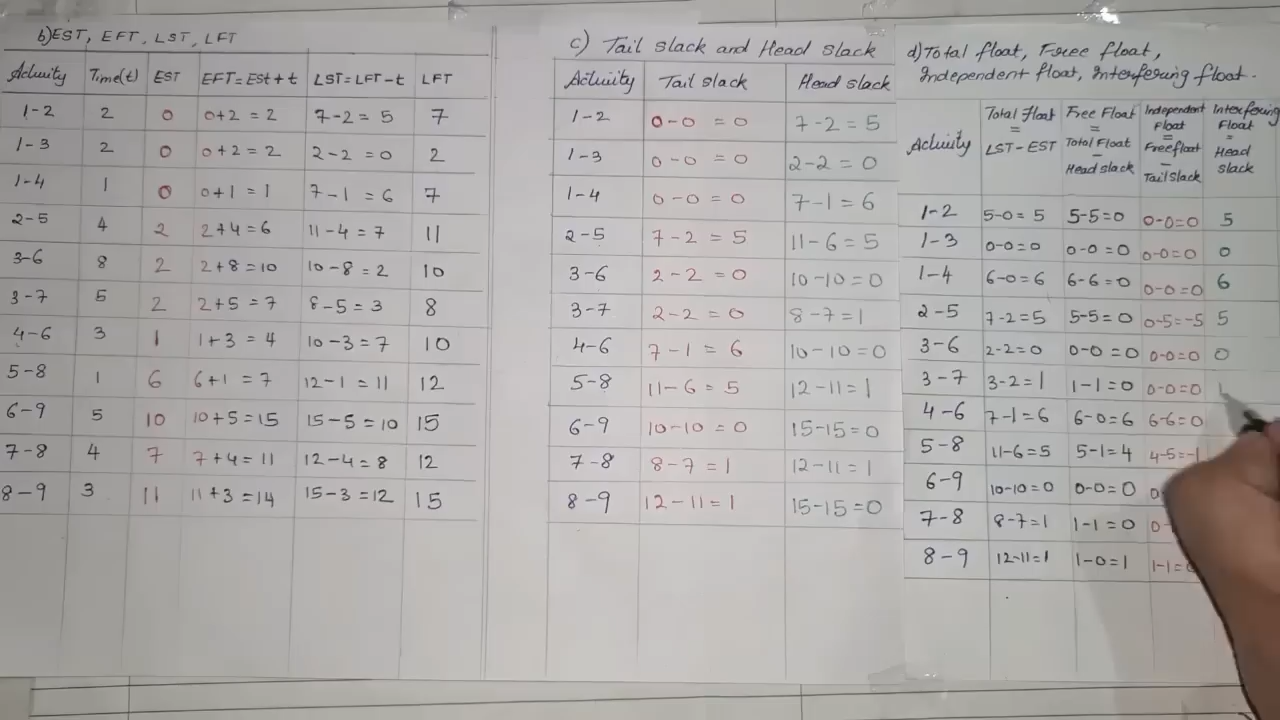 b)EST, EFT, LST, LFT
Activity Time(t) EST EFT=Est+t LST=LFT-t LFT
1-2 2 0 0+2=2 7-2=5 7
1-3 2 0 0+2=2 2-2=0 2
1-4 1 0 0+1=1 7-1=6 7
2-5 4 2 2+4=6 11-4=7 11
3-6 8 2 2+8=10 10-8=2 10
3-7 5 2 2+5=7 8-5=3 8
4-6 3 1 1+3=4 10-3=7 10
5-8 1 6 6+1=7 12-1=11 12
6-9 5 10 10+5=15 15-5=10 15
7-8 4 7 7+4=11 12-4=8 12
8-9 3 11 11+3=14 15-3=12 15
c) Tail slack and Head slack
Activity Tail slack Head slack
1-2 0-0=0 7-2=5
1-3 0-0=0 2-2=0
1-4 0-0=0 7-1=6
2-5 7-2=5 11-6=5
3-6 2-2=0 10-10=0
3-7 2-2=0 8-7=1
4-6 7-1=6 10-10=0
5-8 11-6=5 12-11=1
6-9 10-10=0 15-15=0
7-8 8-7=1 12-11=1
8-9 12-11=1 15-15=0
d)Total float, Free float,
Independent float, Interfering float.
Activity
Total float
=
LST-EST
Free Float
=
Total Float
-
Head slack
Independent
Float
=
Freefloat
-
Tail slack
Interfering
Float
=
Head
slack
1-2 5-0=5 5-5=0 0-0=0 5
1-3 0-0=0 0-0=0 0-0=0 0
1-4 6-0=6 6-6=0 0-0=0 6
2-5 7-2=5 5-5=0 0-5=-5 5
3-6 2-2=0 0-0=0 0-0=0 0
3-7 3-2=1 1-1=0 0-0=0 1
4-6 7-1=6 6-0=6 6-6=0
5-8 11-6=5 5-1=4 4-5=-1
6-9 10-10=0 0-0=0
7-8 8-7=1 1-1=0
8-9 12-11=1 1-0=1